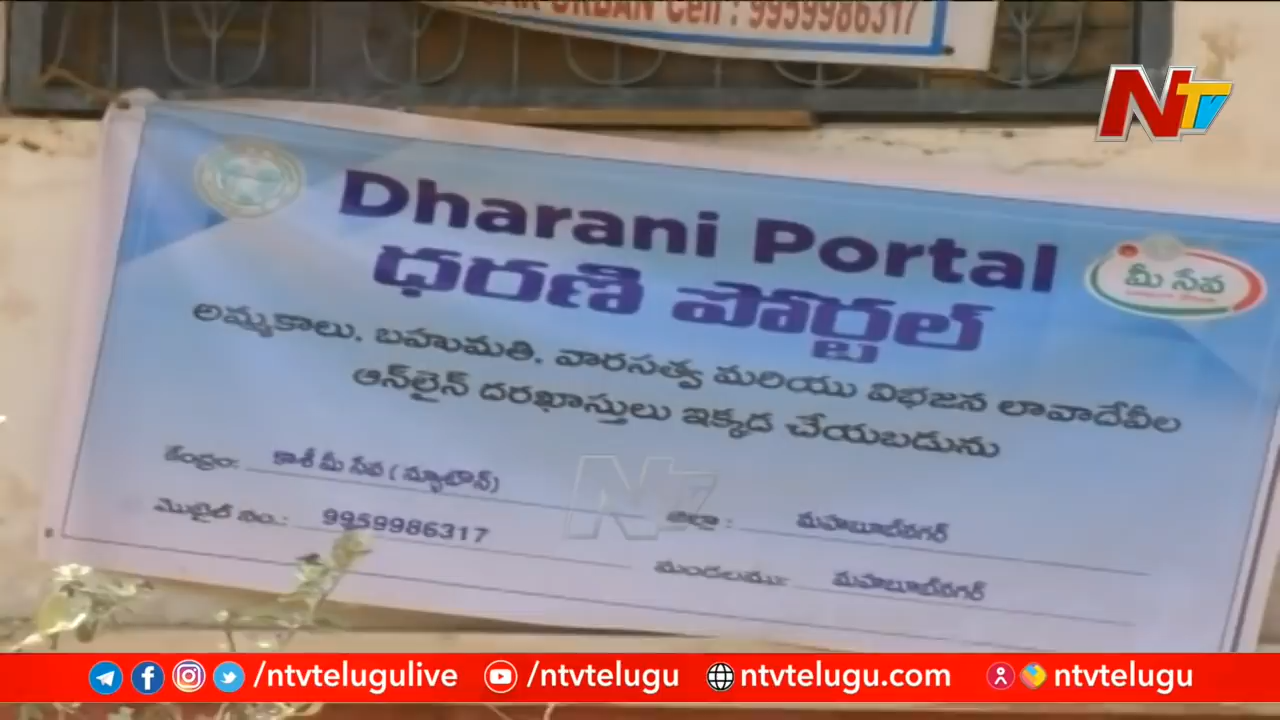 URBAN Cell : 9959986317
NTV
Dharani Portal
ధరణి పోర్టల్
మీ సేవ
అమ్మకాలు, బహుమతి, వారసత్వ మరియు విభజన లావాదేవీల
ఆన్‌లైన్ దరఖాస్తులు ఇక్కడ చేయబడును
కేంద్రం: కాశీ మీ సేవ ( న్యూటౌన్)
జిల్లా : మహబూబ్‌నగర్
మొబైల్ నం.: 9959986317
మండలము: మహబూబ్‌నగర్
NTV
/ntvtelugulive
/ntvtelugu
ntvtelugu.com
ntvtelugu